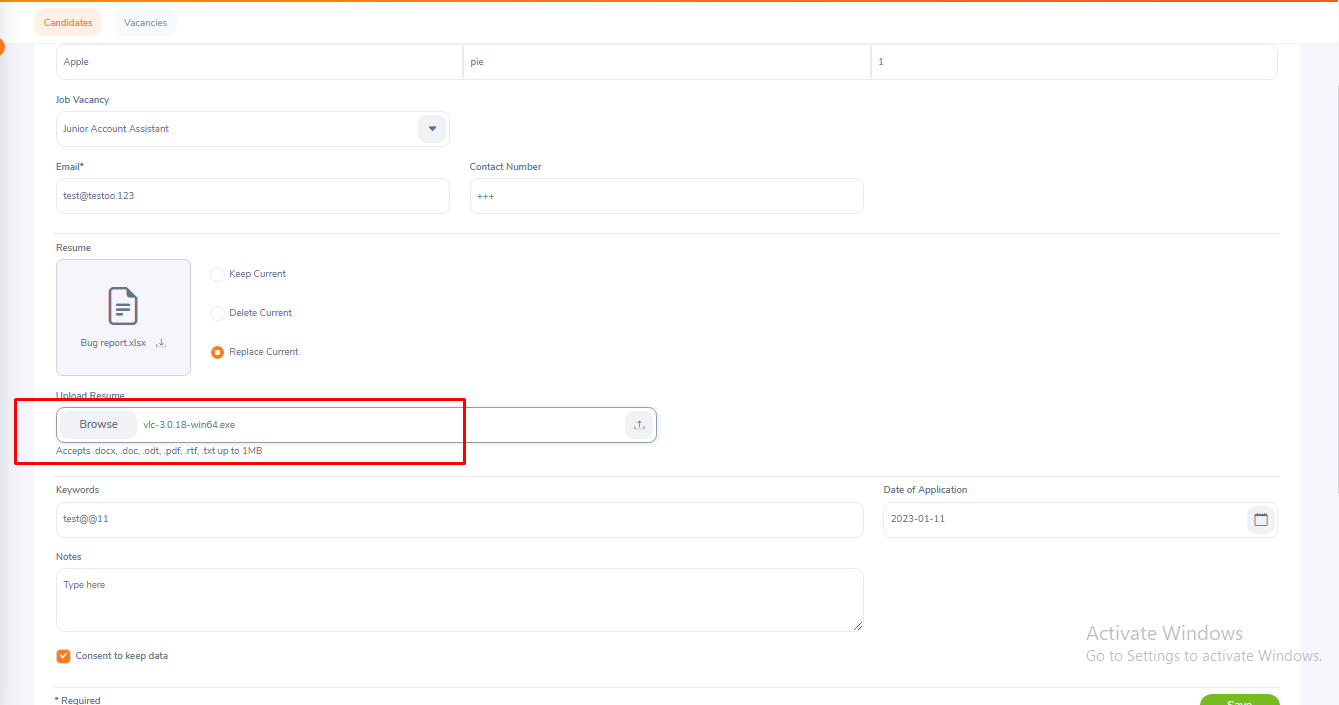 Candidates Vacancies
Apple pie 1
Job Vacancy
Junior Account Assistant
Email* Contact Number
test@testoo.123 +++
Resume
Keep Current
Delete Current
Bug report.xlsx
Replace Current
Upload Resume
Browse vlc-3.0.18-win64.exe
Accepts .docx, .doc, .odt, .pdf, .rtf, .txt up to 1MB
Keywords Date of Application
test@@11 2023-01-11
Notes
Type here
Activate Windows
Go to Settings to activate Windows.
Consent to keep data
* Required
Save